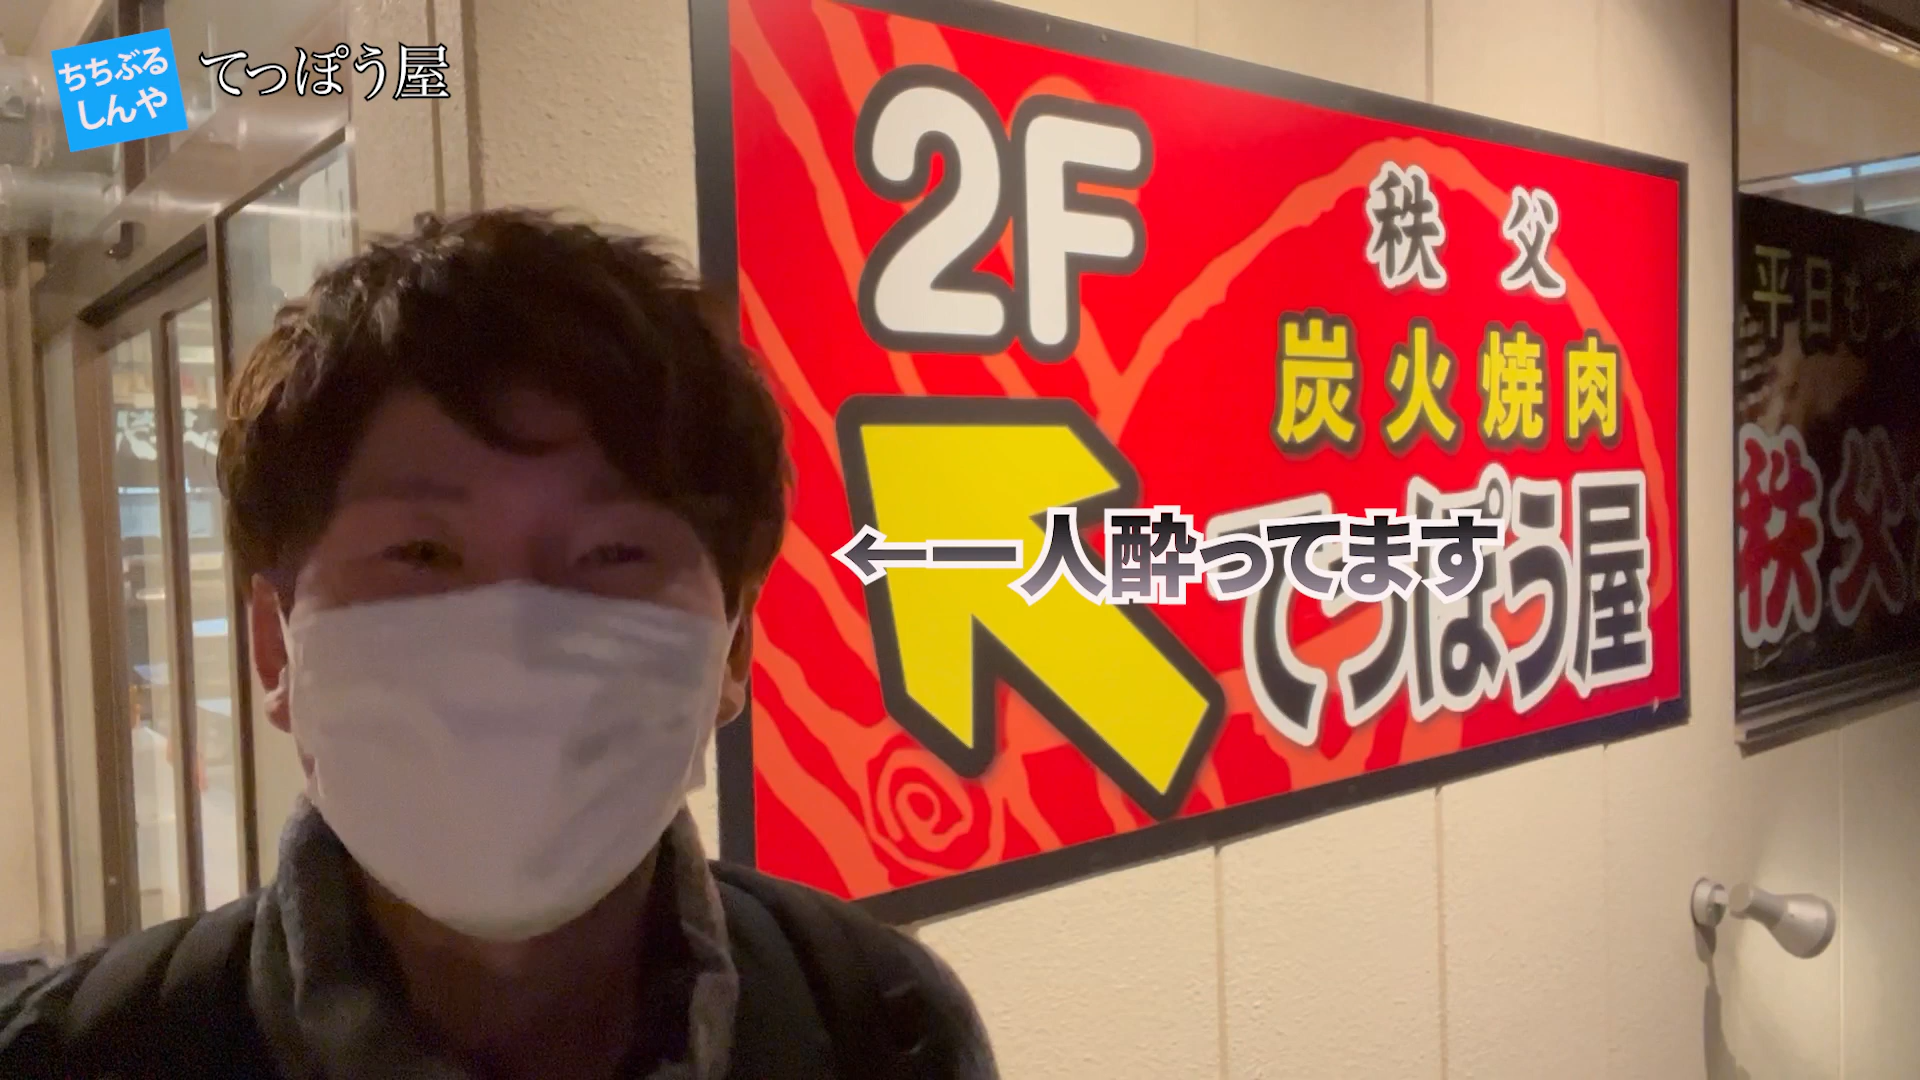 ちちぶる
しんや
てっぽう屋
2F
秩父
炭火焼肉
てっぽう屋
←一人酔ってます
平日も
秩父